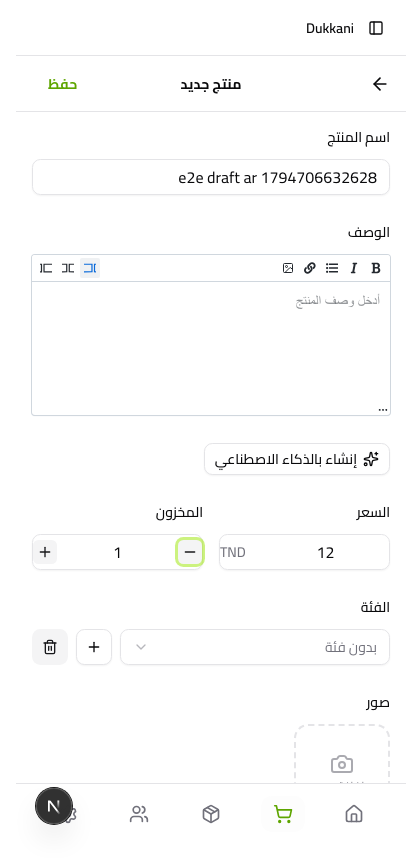 Dukkani
منتج جديد
حفظ
اسم المنتج
e2e draft ar 1794706632628
الوصف
B I
أدخل وصف المنتج
...
إنشاء بالذكاء الاصطناعي
السعر
المخزون
12
TND
1
الفئة
بدون فئة
صور
N